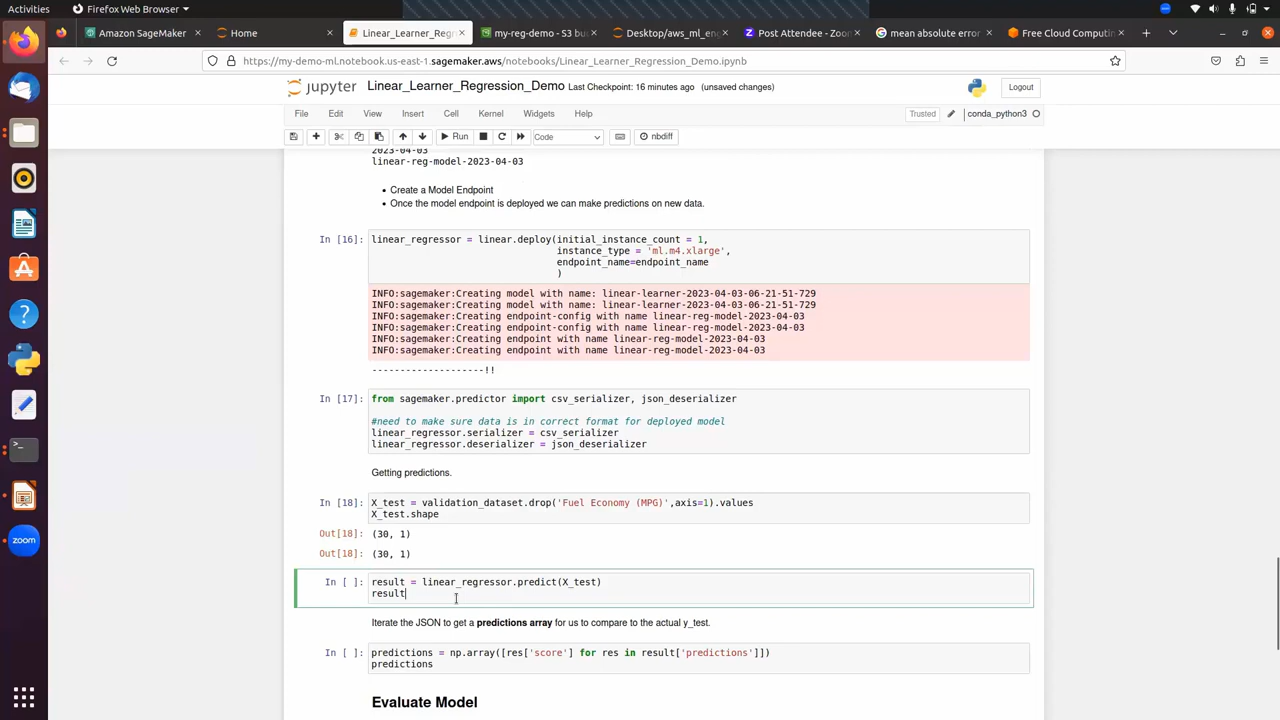 Activities
Firefox Web Browser
Amazon SageMaker
Home
Linear_Learner_Regr
my-reg-demo - S3 bu
Desktop/aws_ml_eng
Post Attendee - Zoom
mean absolute error
Free Cloud Computin
https://my-demo-ml.notebook.us-east-1.sagemaker.aws/notebooks/Linear_Learner_Regression_Demo.ipynb
jupyter Linear_Learner_Regression_Demo Last Checkpoint: 16 minutes ago (unsaved changes)
Logout
File Edit View Insert Cell Kernel Widgets Help
Trusted conda_python3
Run Code nbdiff
2023-04-03
linear-reg-model-2023-04-03
Create a Model Endpoint
Once the model endpoint is deployed we can make predictions on new data.
In [16]: linear_regressor = linear.deploy(initial_instance_count = 1,
instance_type = 'ml.m4.xlarge',
endpoint_name=endpoint_name
)
INFO:sagemaker:Creating model with name: linear-learner-2023-04-03-06-21-51-729
INFO:sagemaker:Creating model with name: linear-learner-2023-04-03-06-21-51-729
INFO:sagemaker:Creating endpoint-config with name linear-reg-model-2023-04-03
INFO:sagemaker:Creating endpoint-config with name linear-reg-model-2023-04-03
INFO:sagemaker:Creating endpoint with name linear-reg-model-2023-04-03
INFO:sagemaker:Creating endpoint with name linear-reg-model-2023-04-03
--------------------!!
In [17]: from sagemaker.predictor import csv_serializer, json_deserializer
#need to make sure data is in correct format for deployed model
linear_regressor.serializer = csv_serializer
linear_regressor.deserializer = json_deserializer
Getting predictions.
In [18]: X_test = validation_dataset.drop('Fuel Economy (MPG)',axis=1).values
X_test.shape
Out[18]: (30, 1)
Out[18]: (30, 1)
In [ ]: result = linear_regressor.predict(X_test)
result
Iterate the JSON to get a predictions array for us to compare to the actual y_test.
In [ ]: predictions = np.array([res['score'] for res in result['predictions']])
predictions
Evaluate Model
zoom